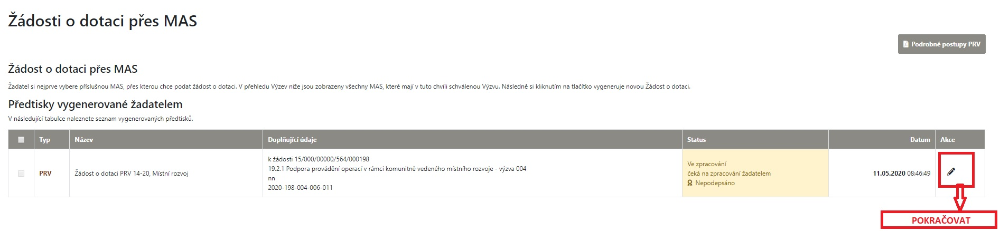 Žádosti o dotaci přes MAS
Podrobné postupy PRV
Žádost o dotaci přes MAS
Žadatel si nejprve vybere příslušnou MAS, přes kterou chce podat žádost o dotaci. V přehledu Výzev níže jsou zobrazeny všechny MAS, které mají v tuto chvíli schválenou Výzvu. Následně si kliknutím na tlačítko vygeneruje novou Žádost o dotaci.
Předtisky vygenerované žadatelem
V následující tabulce naleznete seznam vygenerovaných předtisků.
Typ Název Doplňující údaje Status Datum Akce
k žádosti 15/000/00000/564/000198
19.2.1 Podpora provádění operací v rámci komunitně vedeného místního rozvoje - výzva 004
nn
2020-198-004-006-011
PRV Žádost o dotaci PRV 14-20, Místní rozvoj
Ve zpracování
čeká na zpracování žadatelem
Nepodepsáno
11.05.2020 08:46:49
POKRAČOVAT